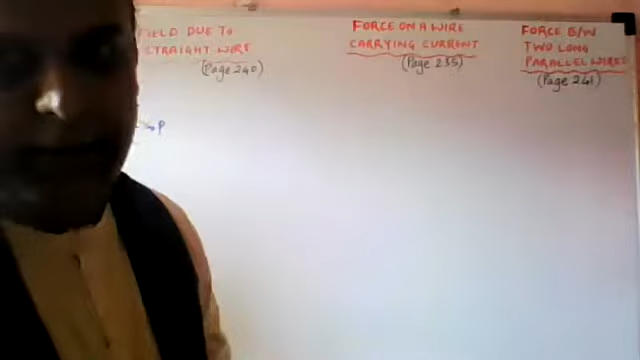 FIELD DUE TO
STRAIGHT WIRE
(Page 240)
P
FORCE ON A WIRE
CARRYING CURRENT
(Page 235)
FORCE B/W
TWO LONG
PARALLEL WIRES
(Page 241)